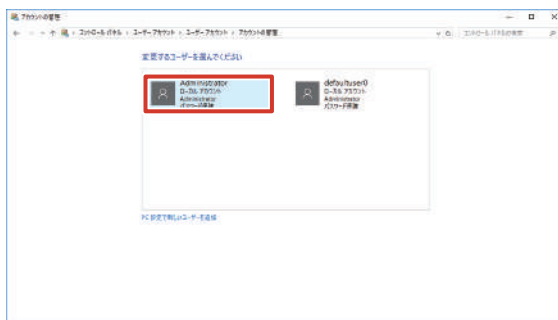 アカウントの管理
コントロール パネル › ユーザー アカウント › ユーザー アカウント › アカウントの管理
コントロール パネルの検索
変更するユーザーを選んでください
Administrator
ローカル アカウント
Administrator
パスワード保護
defaultuser0
ローカル アカウント
Administrator
パスワード保護
PC 設定で新しいユーザーを追加